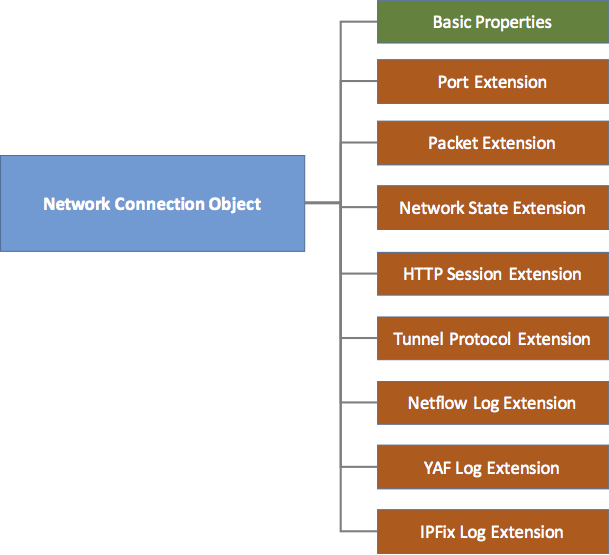 Basic Properties
Port Extension
Packet Extension
Network Connection Object
Network State Extension
HTTP Session Extension
Tunnel Protocol Extension
Netflow Log Extension
YAF Log Extension
IPFix Log Extension